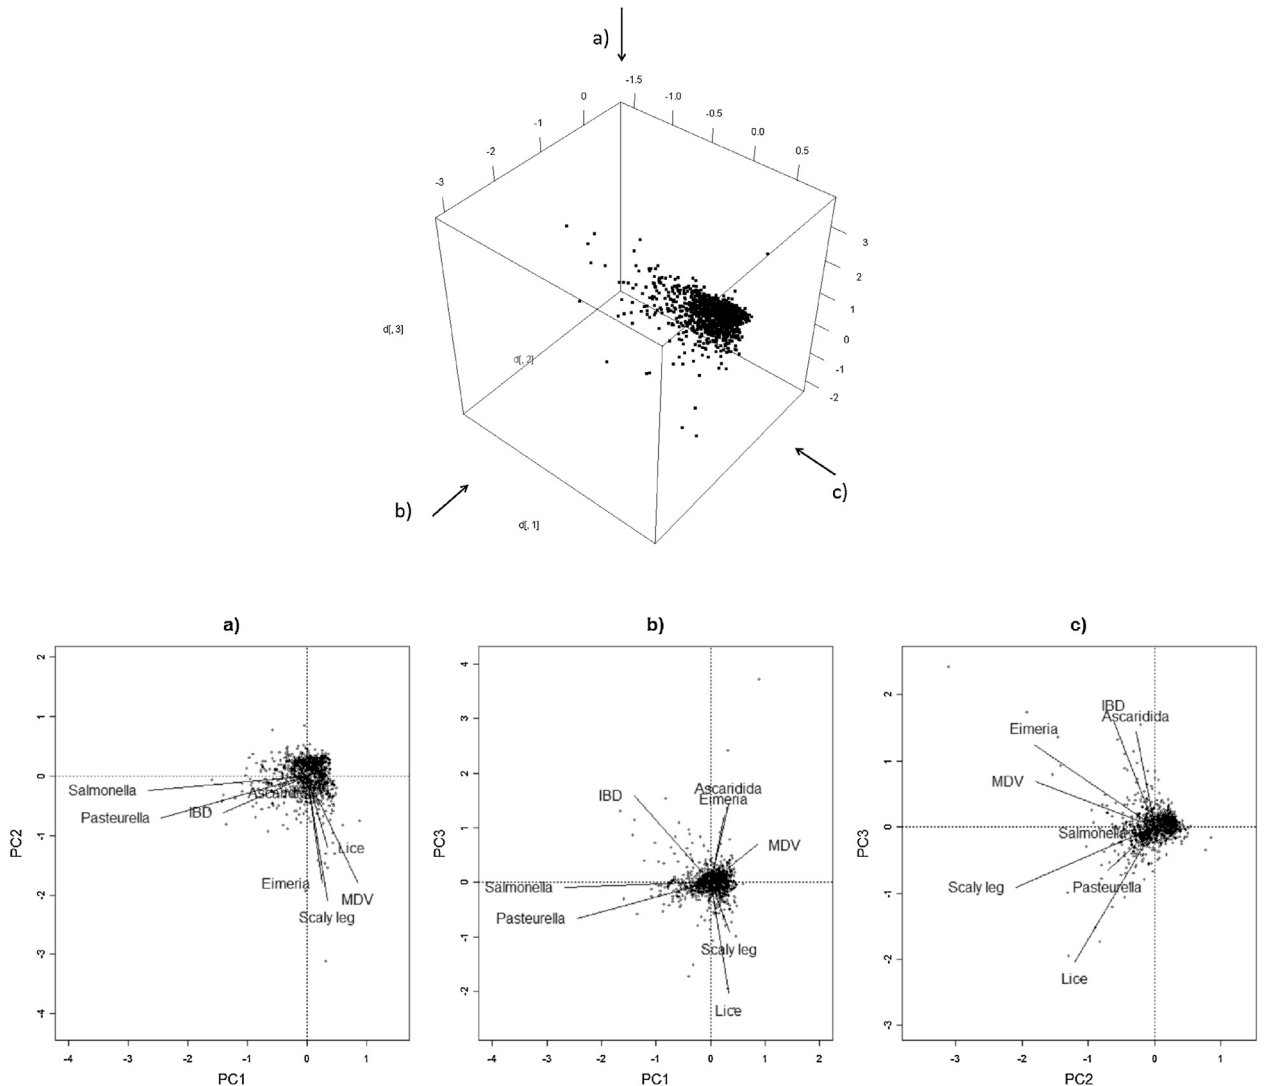 a)
-1.5
0
-1.0
-0.5
-1
0.0
-2
0.5
-3
3
2
1
d[, 3]
0
d[, 2]
-1
-2
c)
b)
d[, 1]
a)
b)
c)
2
1
0
-1
-2
-3
-4
PC2
Salmonella
Ascarid
Pasteurella
IBD
Lice
Eimeria
MDV
Scaly leg
-4
-3
-2
-1
0
1
PC1
4
3
2
1
0
-1
-2
PC3
IBD
Ascaridida
Eimeria
MDV
Salmonella
Pasteurella
Scaly leg
Lice
-4
-3
-2
-1
0
1
2
PC1
2
1
0
-1
-2
-3
PC3
IBD
Ascaridida
Eimeria
MDV
Salmonella
Scaly leg
Pasteurella
Lice
-3
-2
-1
0
1
PC2